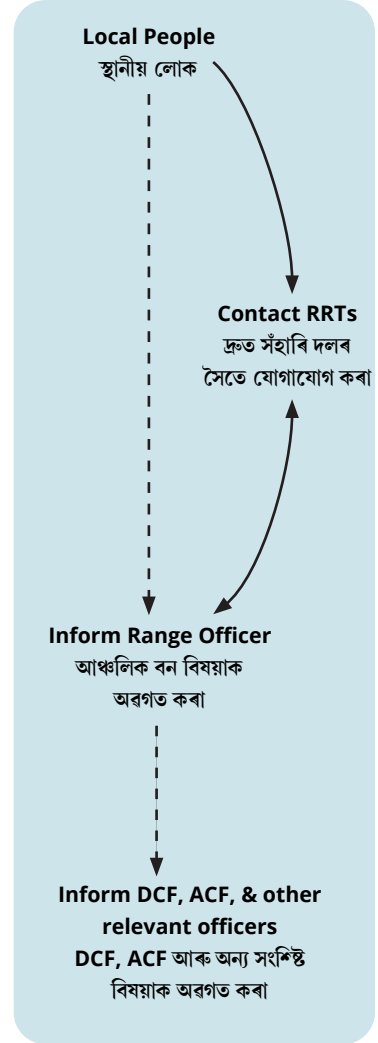 Local People
স্থানীয় লোক
Contact RRTs
দ্ৰুত সঁহাৰি দলৰ
সৈতে যোগাযোগ কৰা
Inform Range Officer
আঞ্চলিক বন বিষয়াক
অৱগত কৰা
Inform DCF, ACF, & other
relevant officers
DCF, ACF আৰু অন্য সংশ্লিষ্ট
বিষয়াক অৱগত কৰা